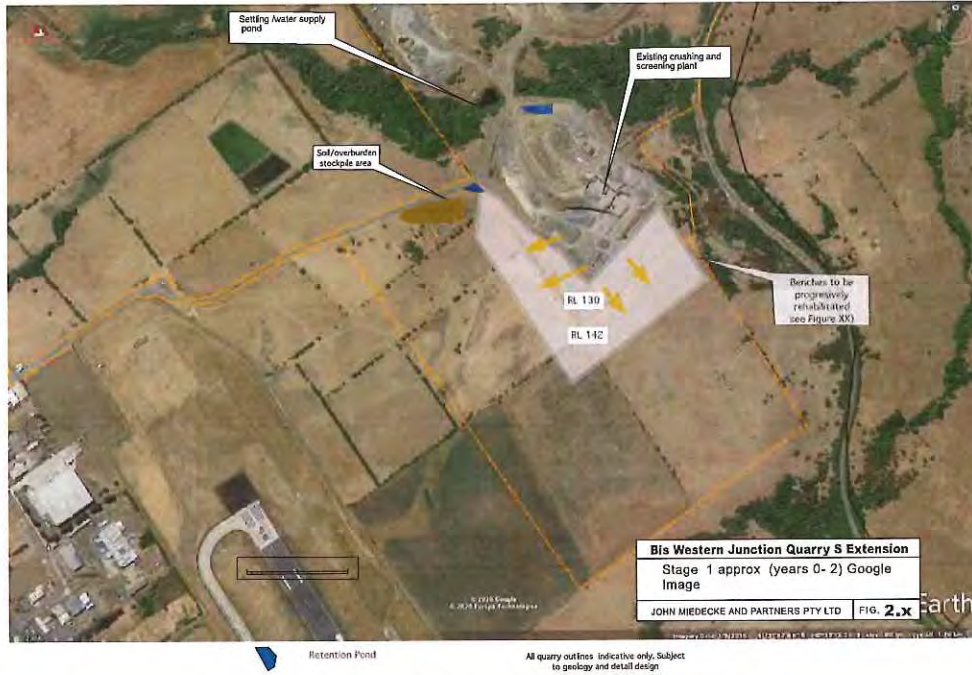 Settling /water supply
pond
Existing crushing and
screening plant
Soil/overburden
stockpile area
RL 130
RL 142
Benches to be
progresively
rehabilitated
see Figure XX)
Bis Western Junction Quarry S Extension
Stage 1 approx (years 0- 2) Google
Image
JOHN MIEDECKE AND PARTNERS PTY LTD
FIG. 2.x
Earth
Retention Pond
All quarry outlines indicative only. Subject
to geology and detail design